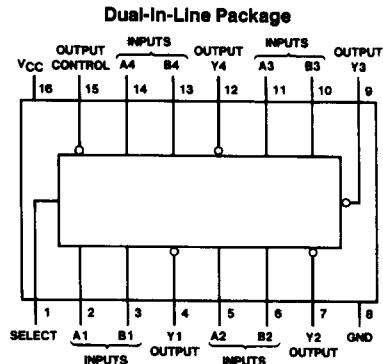 Dual-In-Line Package
INPUTS
INPUTS
OUTPUT
OUTPUT
OUTPUT
VCC
CONTROL
A4
B4
Y4
A3
B3
Y3
16
15
14
13
12
11
10
9
1
2
3
4
5
6
7
8
SELECT
A1
B1
Y1
A2
B2
Y2
GND
INPUTS
OUTPUT
INPUTS
OUTPUT